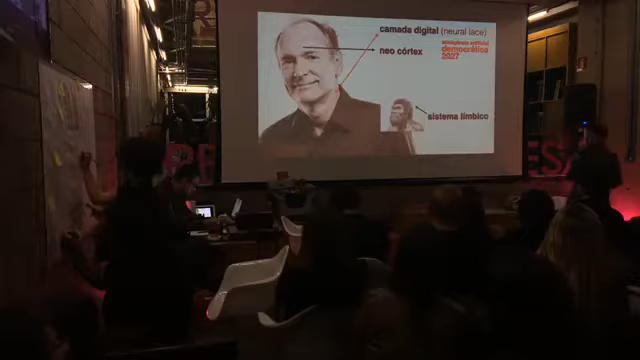 camada digital (neural lace)
neo córtex
inteligência artificial
democrática
2027
sistema límbico